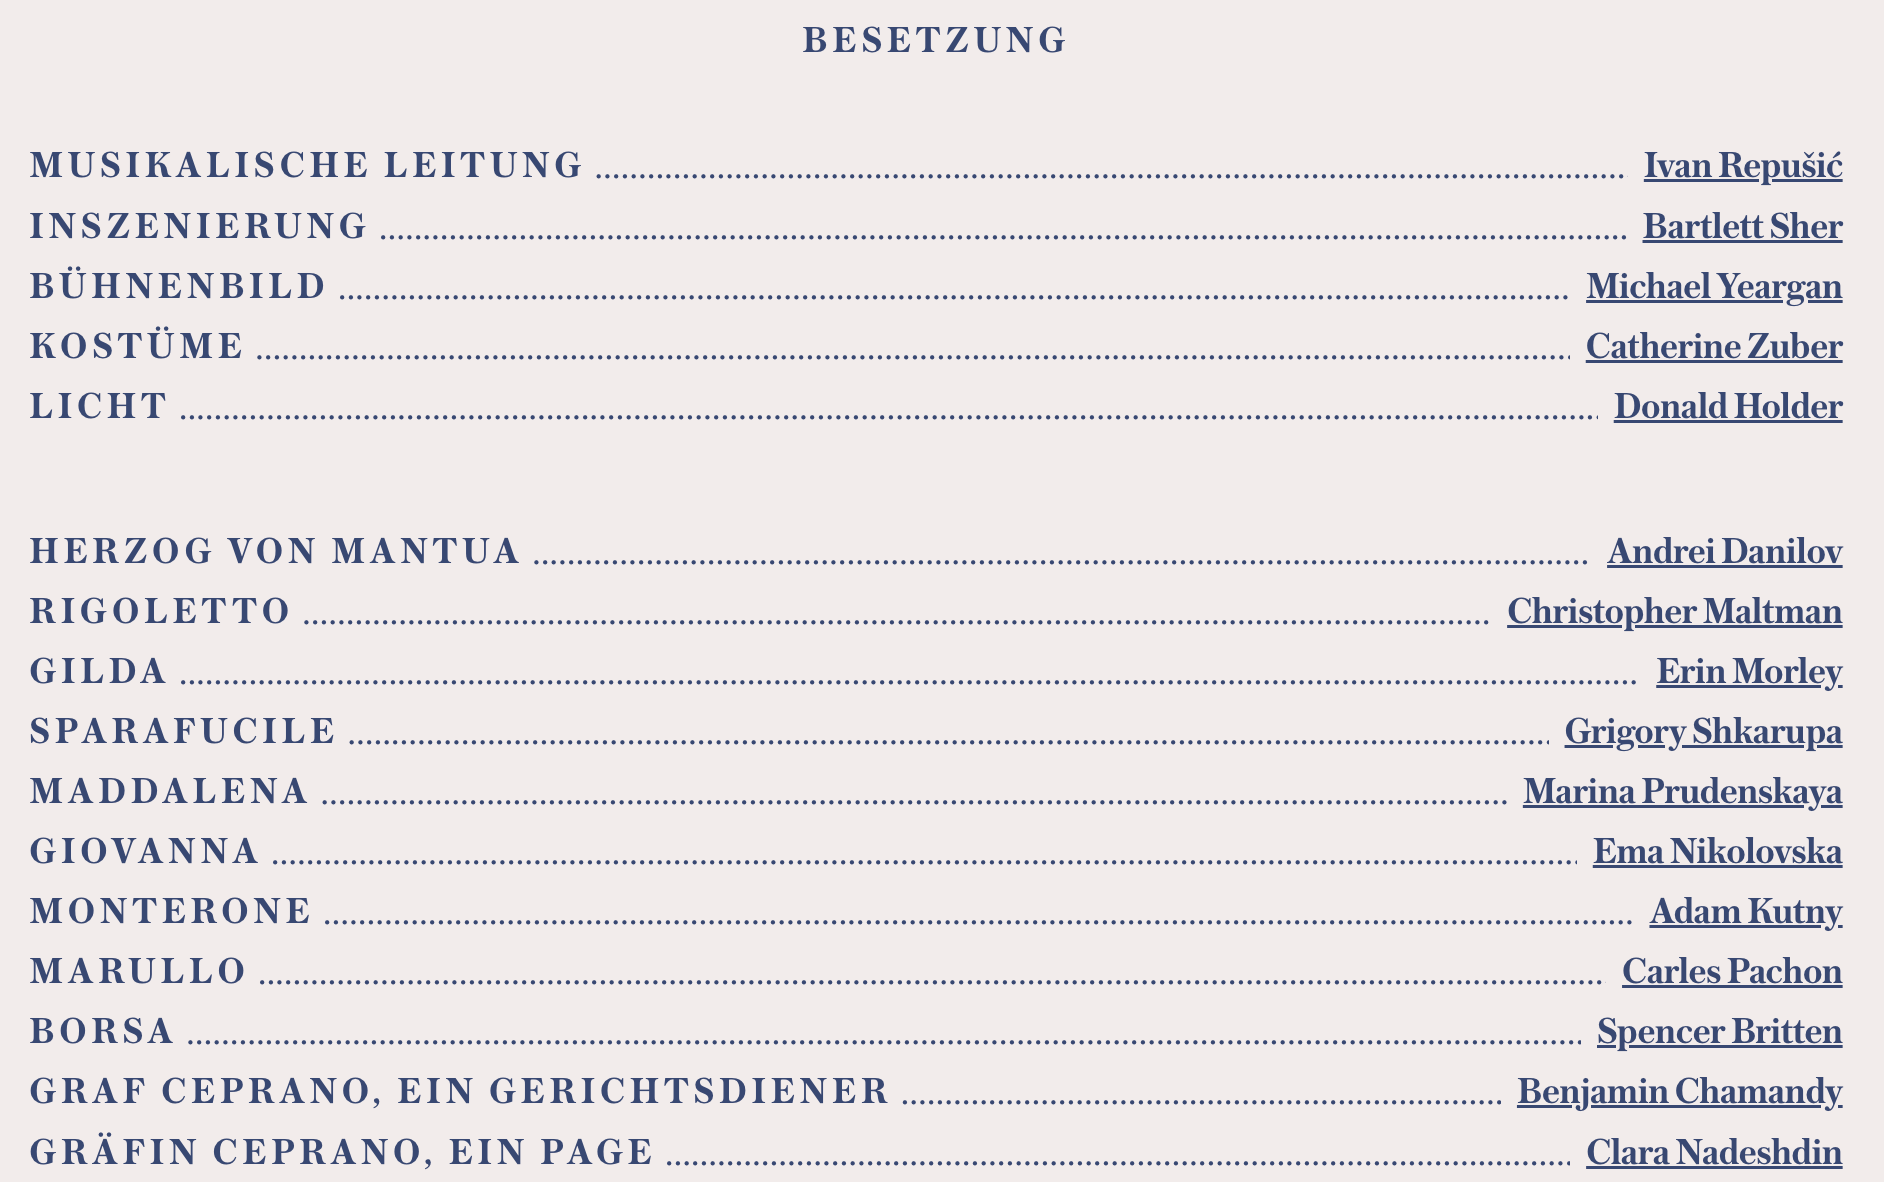 BESETZUNG
MUSIKALISCHE LEITUNG Ivan Repušić
INSZENIERUNG Bartlett Sher
BÜHNENBILD Michael Yeargan
KOSTÜME Catherine Zuber
LICHT Donald Holder
HERZOG VON MANTUA Andrei Danilov
RIGOLETTO Christopher Maltman
GILDA Erin Morley
SPARAFUCILE Grigory Shkarupa
MADDALENA Marina Prudenskaya
GIOVANNA Ema Nikolovska
MONTERONE Adam Kutny
MARULLO Carles Pachon
BORSA Spencer Britten
GRAF CEPRANO, EIN GERICHTSDIENER Benjamin Chamandy
GRÄFIN CEPRANO, EIN PAGE Clara Nadeshdin